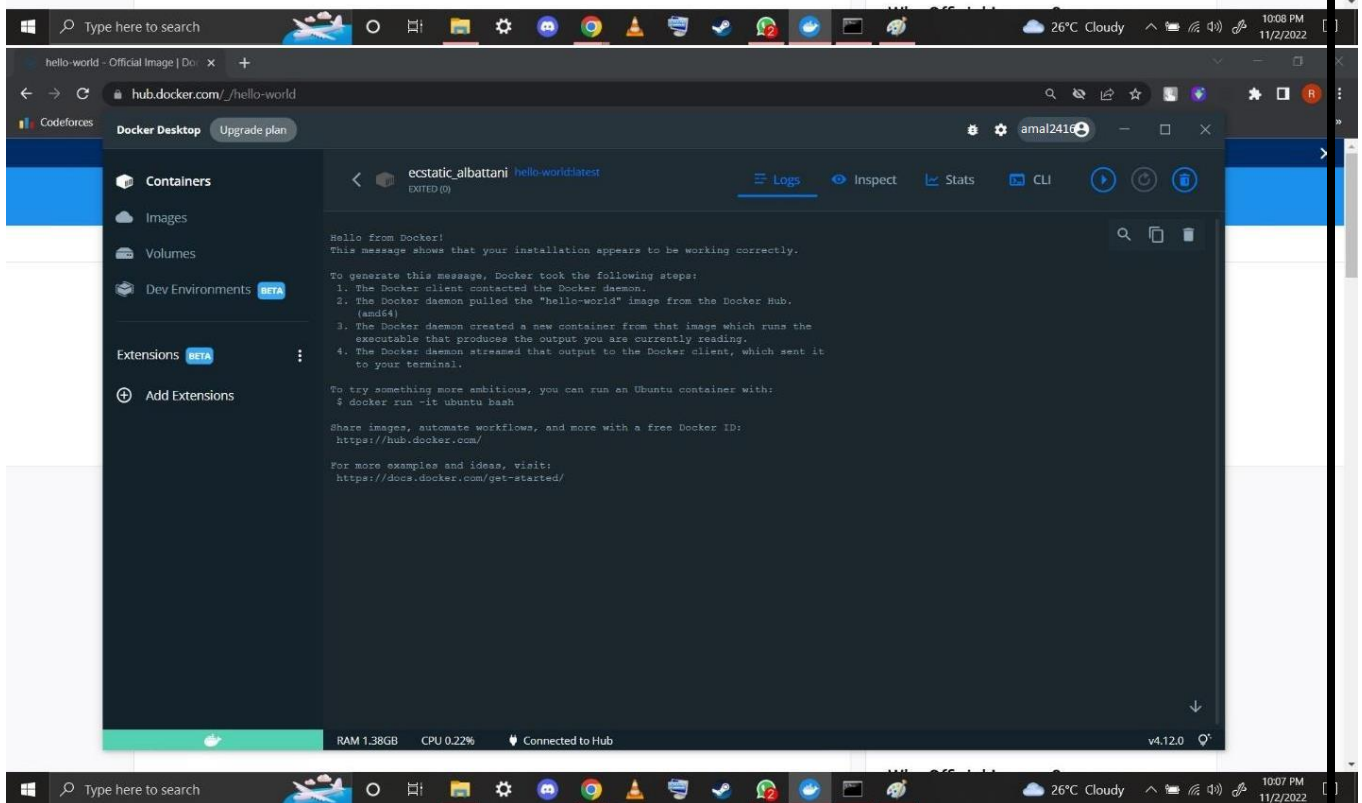 Type here to search
26°C Cloudy
10:08 PM
11/2/2022
hello-world - Official Image | Do
hub.docker.com/_/hello-world
R
Codeforces
Docker Desktop
Upgrade plan
amal2416
Containers
ecstatic_albattani hello-world:latest
EXITED (0)
Logs
Inspect
Stats
CLI
Images
Volumes
Dev Environments BETA
Extensions BETA
Add Extensions
Hello from Docker!
This message shows that your installation appears to be working correctly.
To generate this message, Docker took the following steps:
1. The Docker client contacted the Docker daemon.
2. The Docker daemon pulled the "hello-world" image from the Docker Hub.
(amd64)
3. The Docker daemon created a new container from that image which runs the
executable that produces the output you are currently reading.
4. The Docker daemon streamed that output to the Docker client, which sent it
to your terminal.
To try something more ambitious, you can run an Ubuntu container with:
$ docker run -it ubuntu bash
Share images, automate workflows, and more with a free Docker ID:
https://hub.docker.com/
For more examples and ideas, visit:
https://docs.docker.com/get-started/
RAM 1.38GB
CPU 0.22%
Connected to Hub
v4.12.0
Type here to search
26°C Cloudy
10:07 PM
11/2/2022